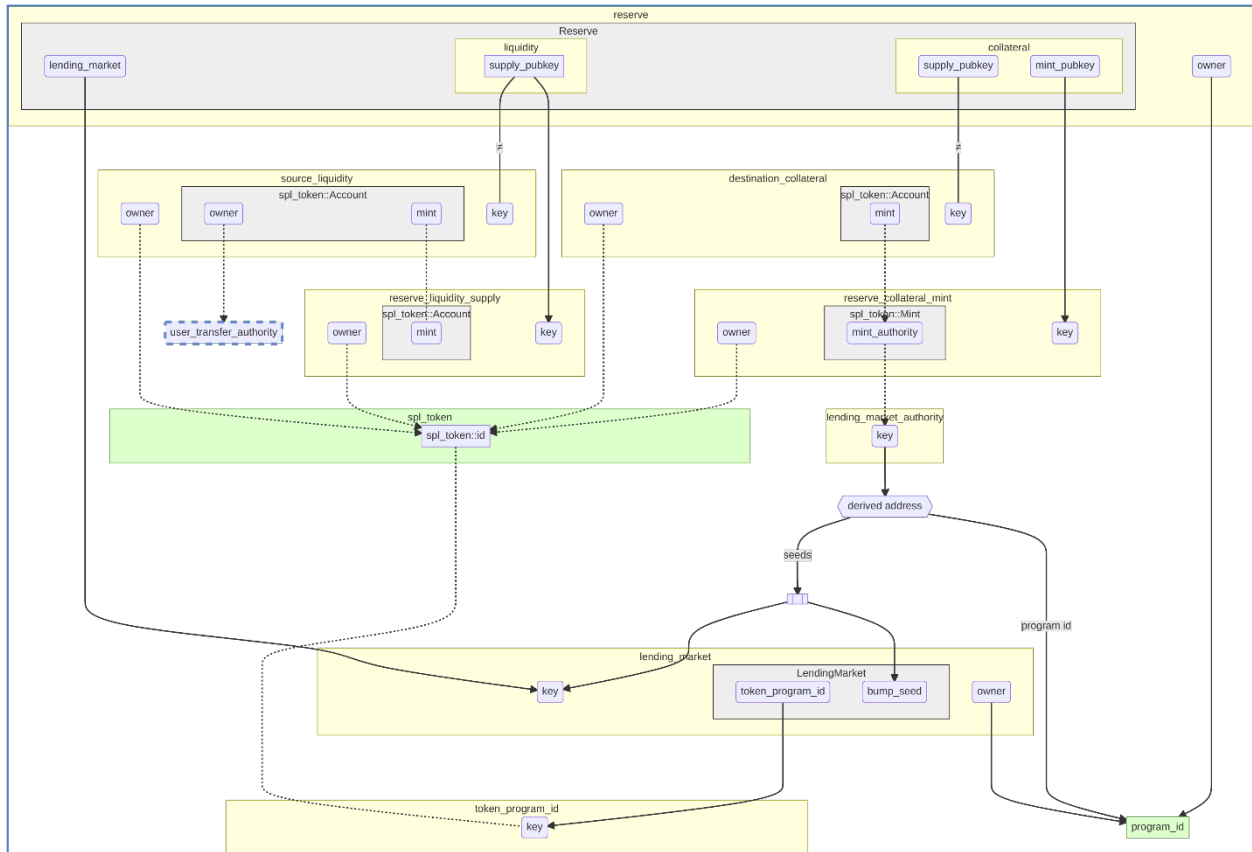 reserve
Reserve
liquidity
collateral
lending_market
supply_pubkey
supply_pubkey
mint_pubkey
owner
source_liquidity
destination_collateral
spl_token::Account
spl_token::Account
owner
owner
mint
key
owner
mint
key
reserve_liquidity_supply
reserve_collateral_mint
spl_token::Account
spl_token::Mint
user_transfer_authority
owner
mint
key
owner
mint_authority
key
spl_token
lending_market_authority
spl_token::id
key
derived address
seeds
program id
lending_market
LendingMarket
key
token_program_id
bump_seed
owner
token_program_id
key
program_id